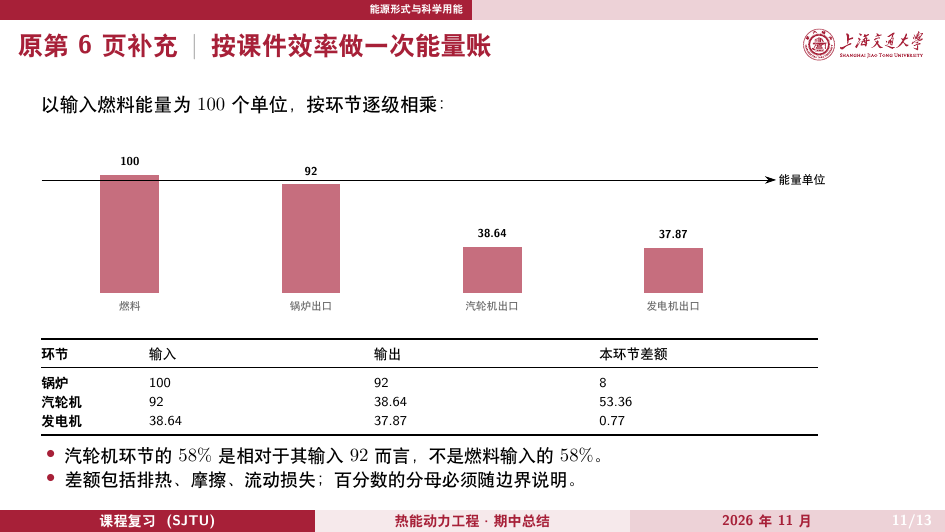 能源形式与科学用能
原第 6 页补充 | 按课件效率做一次能量账
上海交通大学
SHANGHAI JIAO TONG UNIVERSITY
以输入燃料能量为 100 个单位，按环节逐级相乘：
100
92
能量单位
38.64
37.87
燃料
锅炉出口
汽轮机出口
发电机出口
环节 输入 输出 本环节差额
锅炉 100 92 8
汽轮机 92 38.64 53.36
发电机 38.64 37.87 0.77
• 汽轮机环节的 58% 是相对于其输入 92 而言，不是燃料输入的 58%。
• 差额包括排热、摩擦、流动损失；百分数的分母必须随边界说明。
课程复习 (SJTU) 热能动力工程 · 期中总结 2026 年 11 月 11/13